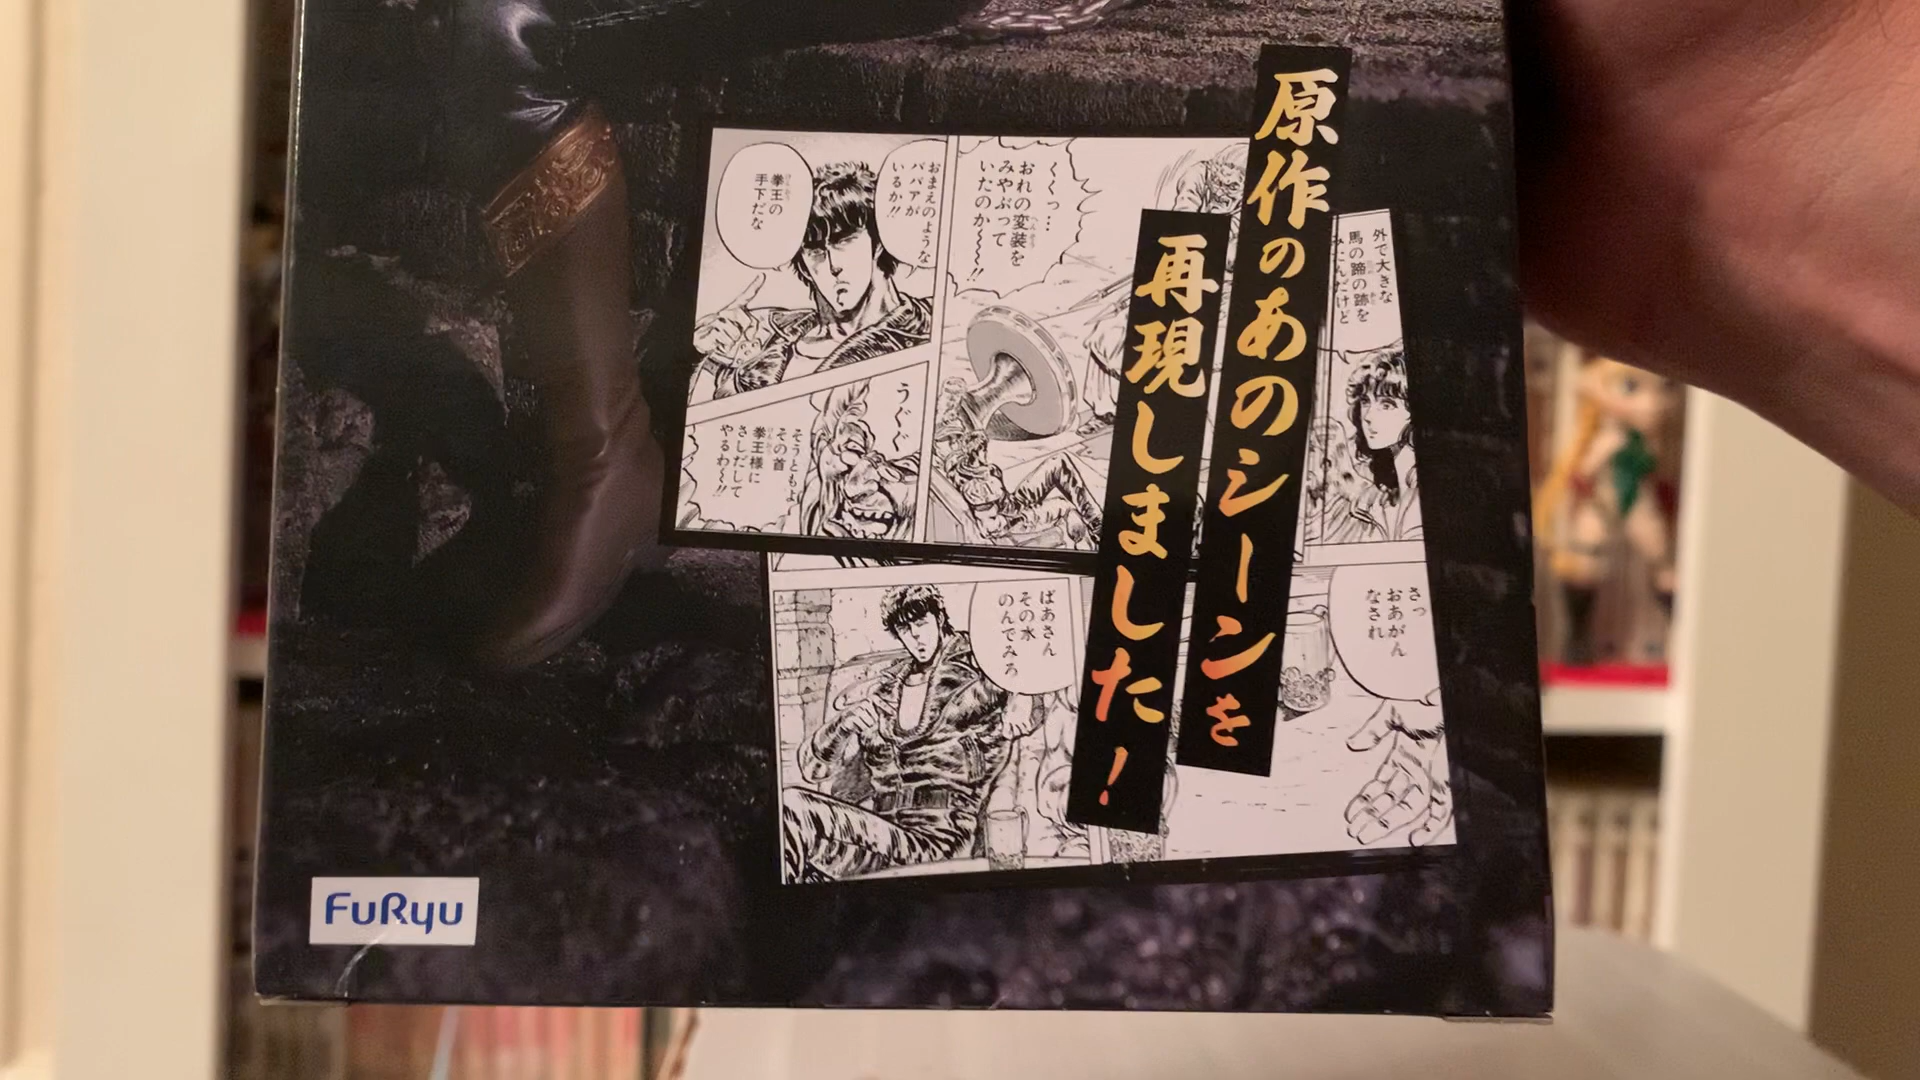 原作のあのシーンを
再現しました!
外で大きな
馬の蹄の跡を
みたんだけど
くくっ…
おれの変装を
みやぶって
いたのか〜!!
おまえのような
ババアが
いるか!!
拳王の
手下だな
うぐぐ
そうともよ
その首
拳王様に
さしだして
やるわ〜!!
さっ
おあがん
なされ
ばあさん
その水
のんでみろ
FuRyu